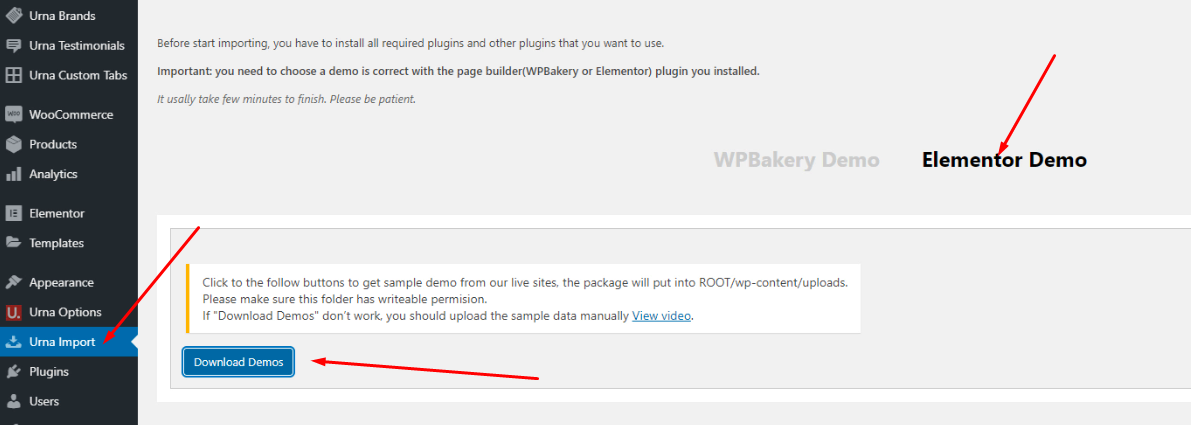 Urna Brands
Urna Testimonials
Urna Custom Tabs
WooCommerce
Products
Analytics
Elementor
Templates
Appearance
Urna Options
Urna Import
Plugins
Users
Before start importing, you have to install all required plugins and other plugins that you want to use.
Important: you need to choose a demo is correct with the page builder(WPBakery or Elementor) plugin you installed.
It usally take few minutes to finish. Please be patient.
WPBakery Demo Elementor Demo
Click to the follow buttons to get sample demo from our live sites, the package will put into ROOT/wp-content/uploads.
Please make sure this folder has writeable permision.
If "Download Demos" don’t work, you should upload the sample data manually View video.
Download Demos